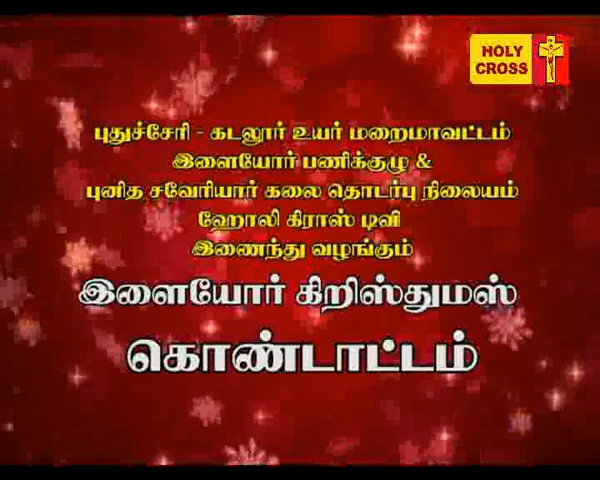 HOLY
CROSS
புதுச்சேரி - கடலூர் உயர் மறைமாவட்டம்
இளையோர் பணிக்குழு &
புனித சவேரியார் கலை தொடர்பு நிலையம்
ஹோலி கிராஸ் டிவி
இணைந்து வழங்கும்
இளையோர் கிறிஸ்துமஸ்
கொண்டாட்டம்